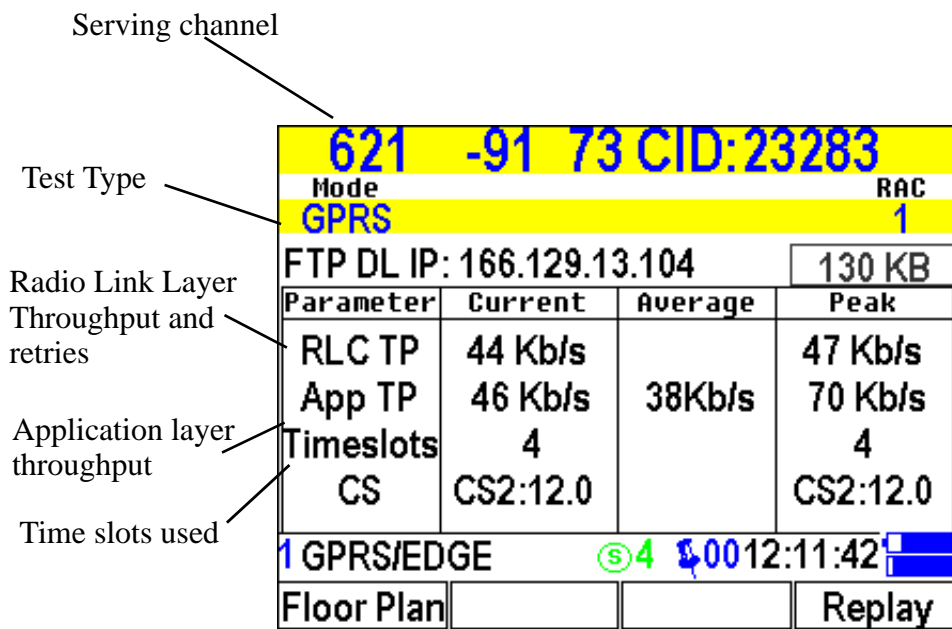 Serving channel
621 -91 73 CID:23283
Test Type
Mode RAC
GPRS 1
FTP DL IP: 166.129.13.104 130 KB
Radio Link Layer
Throughput and
retries
Parameter Current Average Peak
RLC TP 44 Kb/s 47 Kb/s
App TP 46 Kb/s 38Kb/s 70 Kb/s
Application layer
throughput
Timeslots 4 4
CS CS2:12.0 CS2:12.0
Time slots used
1 GPRS/EDGE S 4 00 12:11:42
Floor Plan Replay